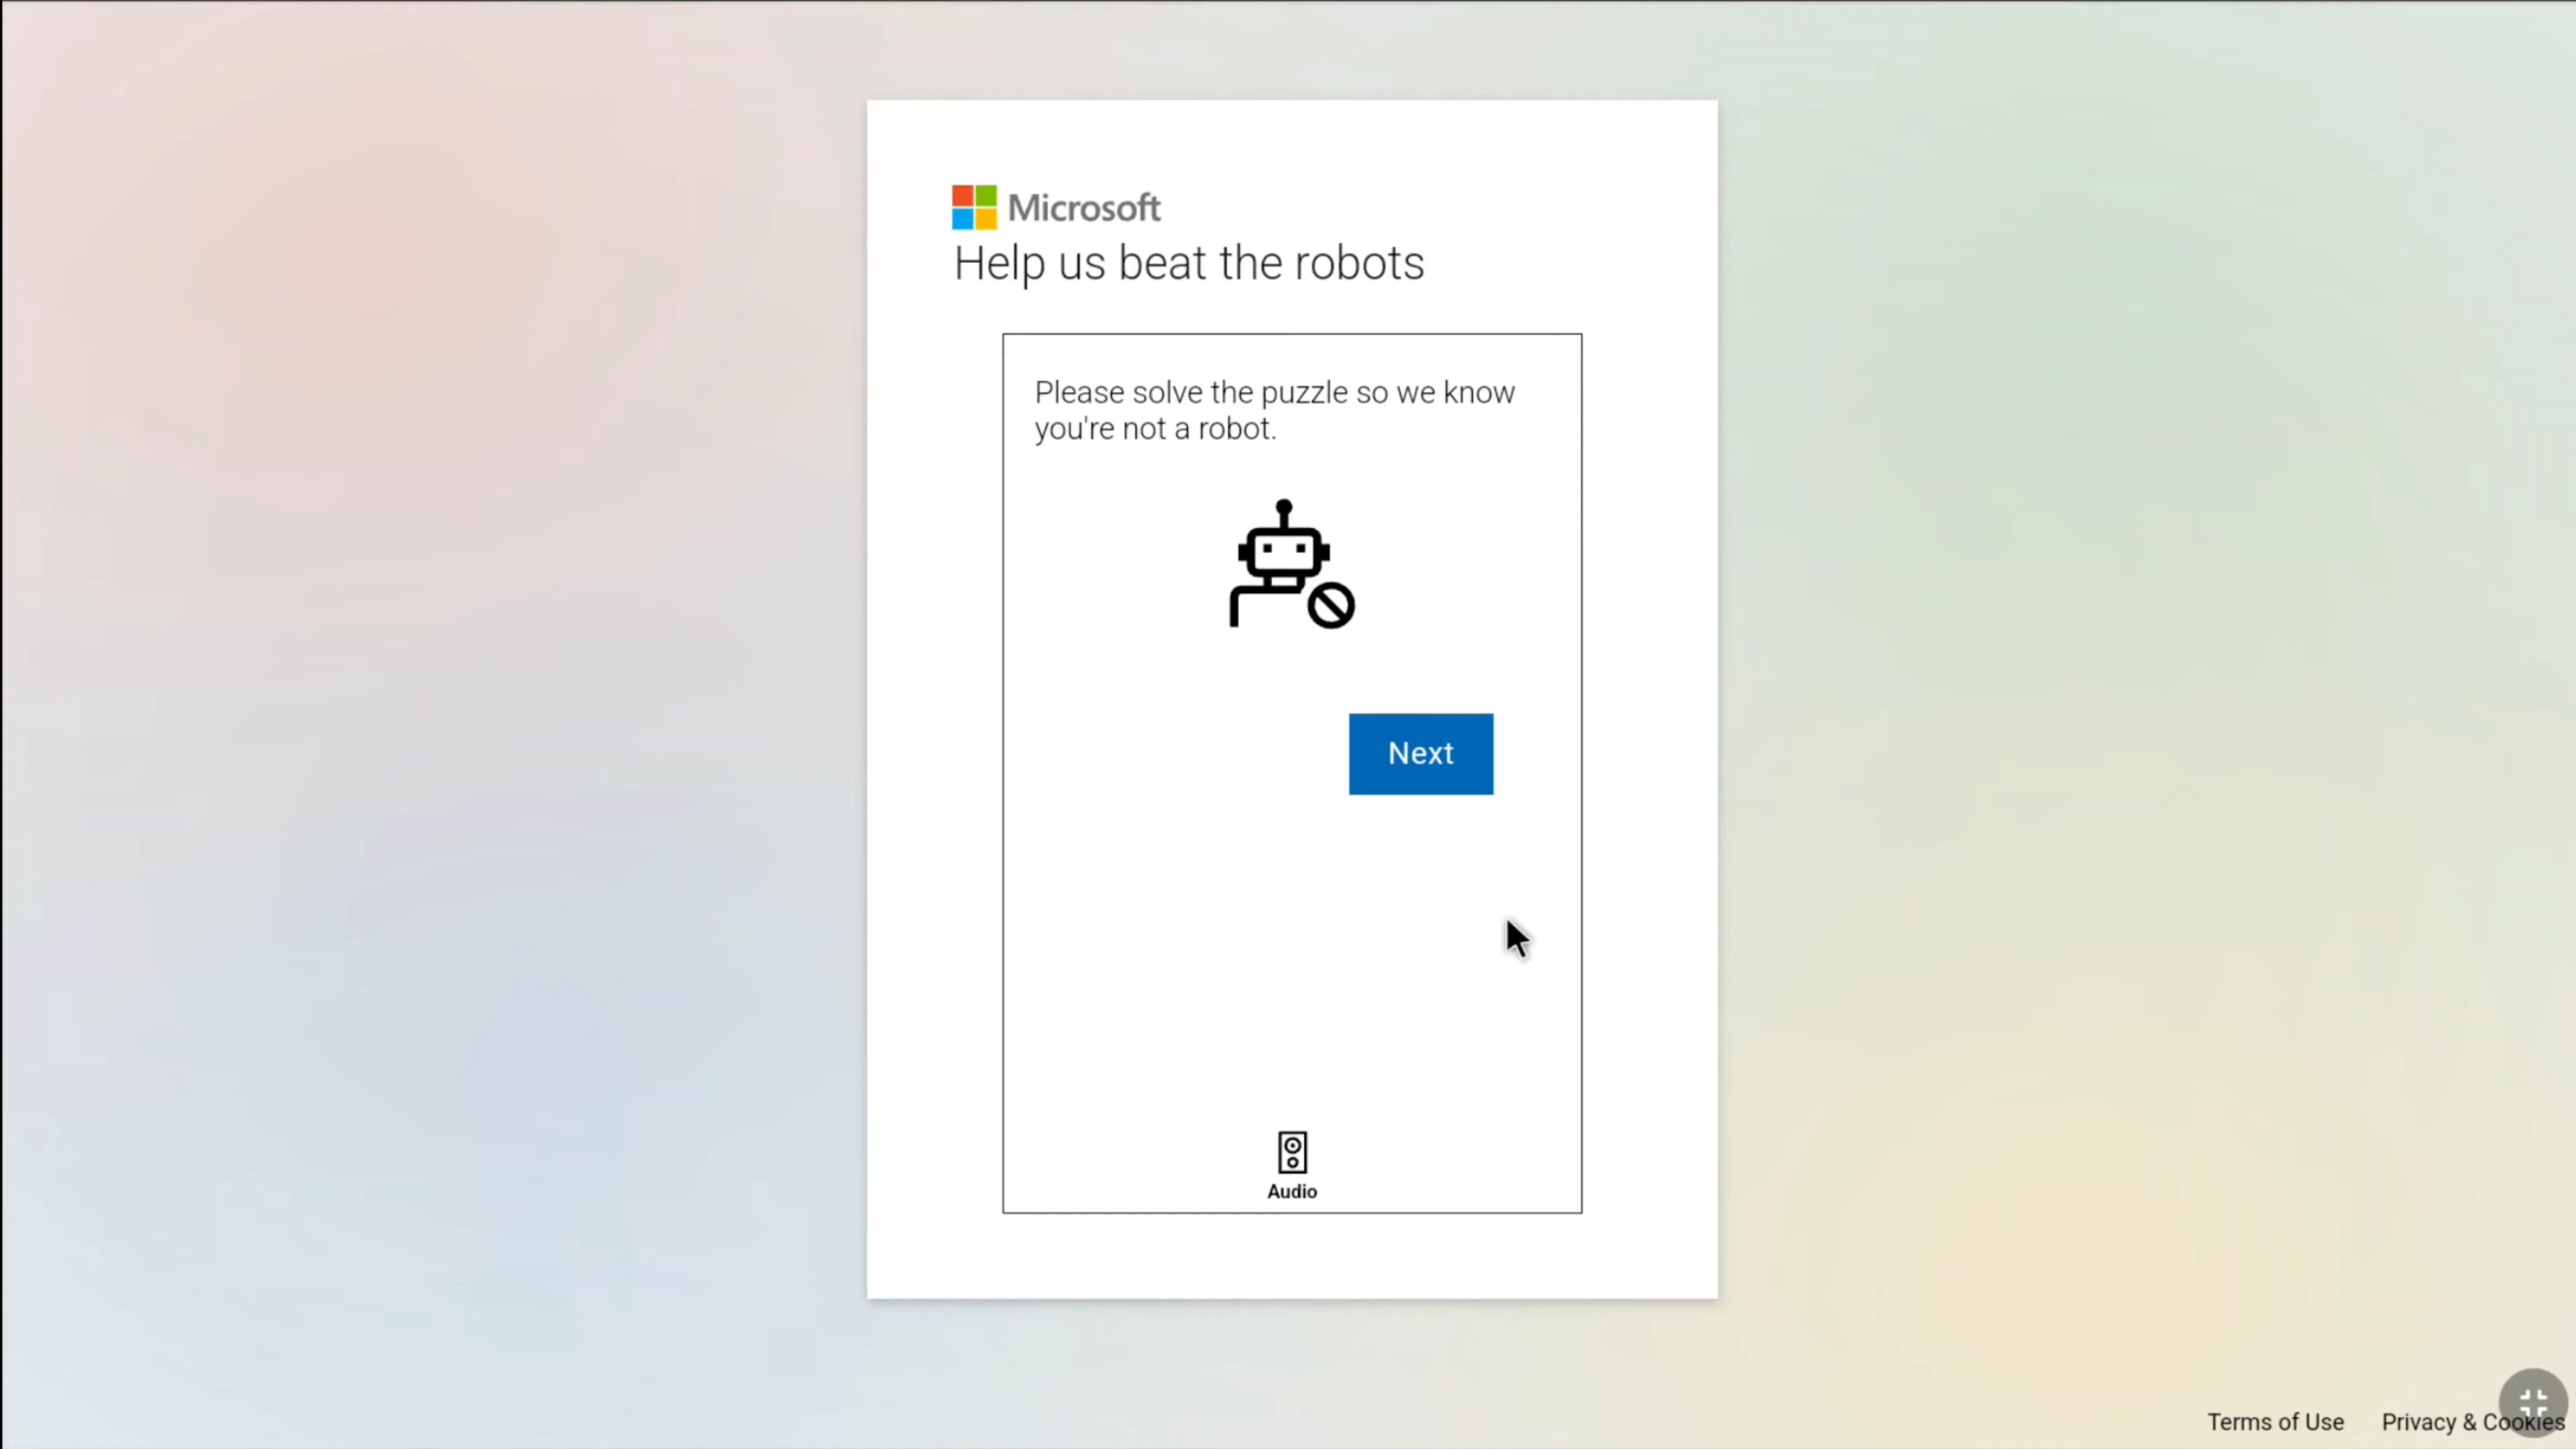 Microsoft
Help us beat the robots
Please solve the puzzle so we know
you're not a robot.
Next
Audio
Terms of Use
Privacy & Cookies